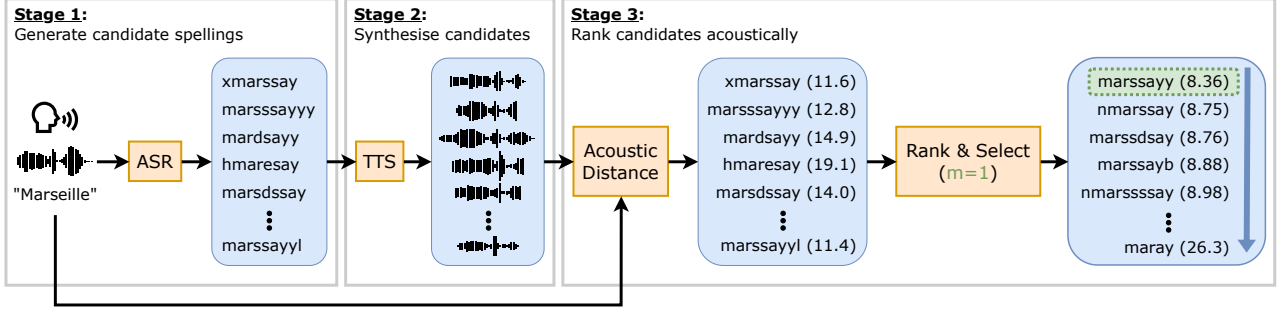 Stage 1:
Generate candidate spellings
"Marseille"
ASR
xmarssay
marsssayyy
mardsayy
hmaresay
marsdssay
marssayyl
Stage 2:
Synthesise candidates
TTS
Stage 3:
Rank candidates acoustically
Acoustic
Distance
xmarssay (11.6)
marsssayyy (12.8)
mardsayy (14.9)
hmaresay (19.1)
marsdssay (14.0)
marssayyl (11.4)
Rank & Select
(m=1)
marssayy (8.36)
nmarssay (8.75)
marssdsay (8.76)
marssayb (8.88)
nmarssssay (8.98)
maray (26.3)